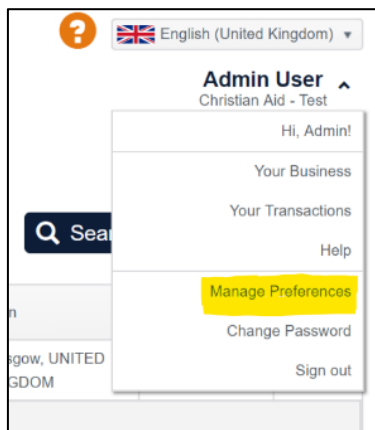 ?
English (United Kingdom)
Admin User
Christian Aid - Test
Hi, Admin!
Your Business
Your Transactions
Help
Sea
Manage Preferences
n
Change Password
sgow, UNITED
GDOM
Sign out